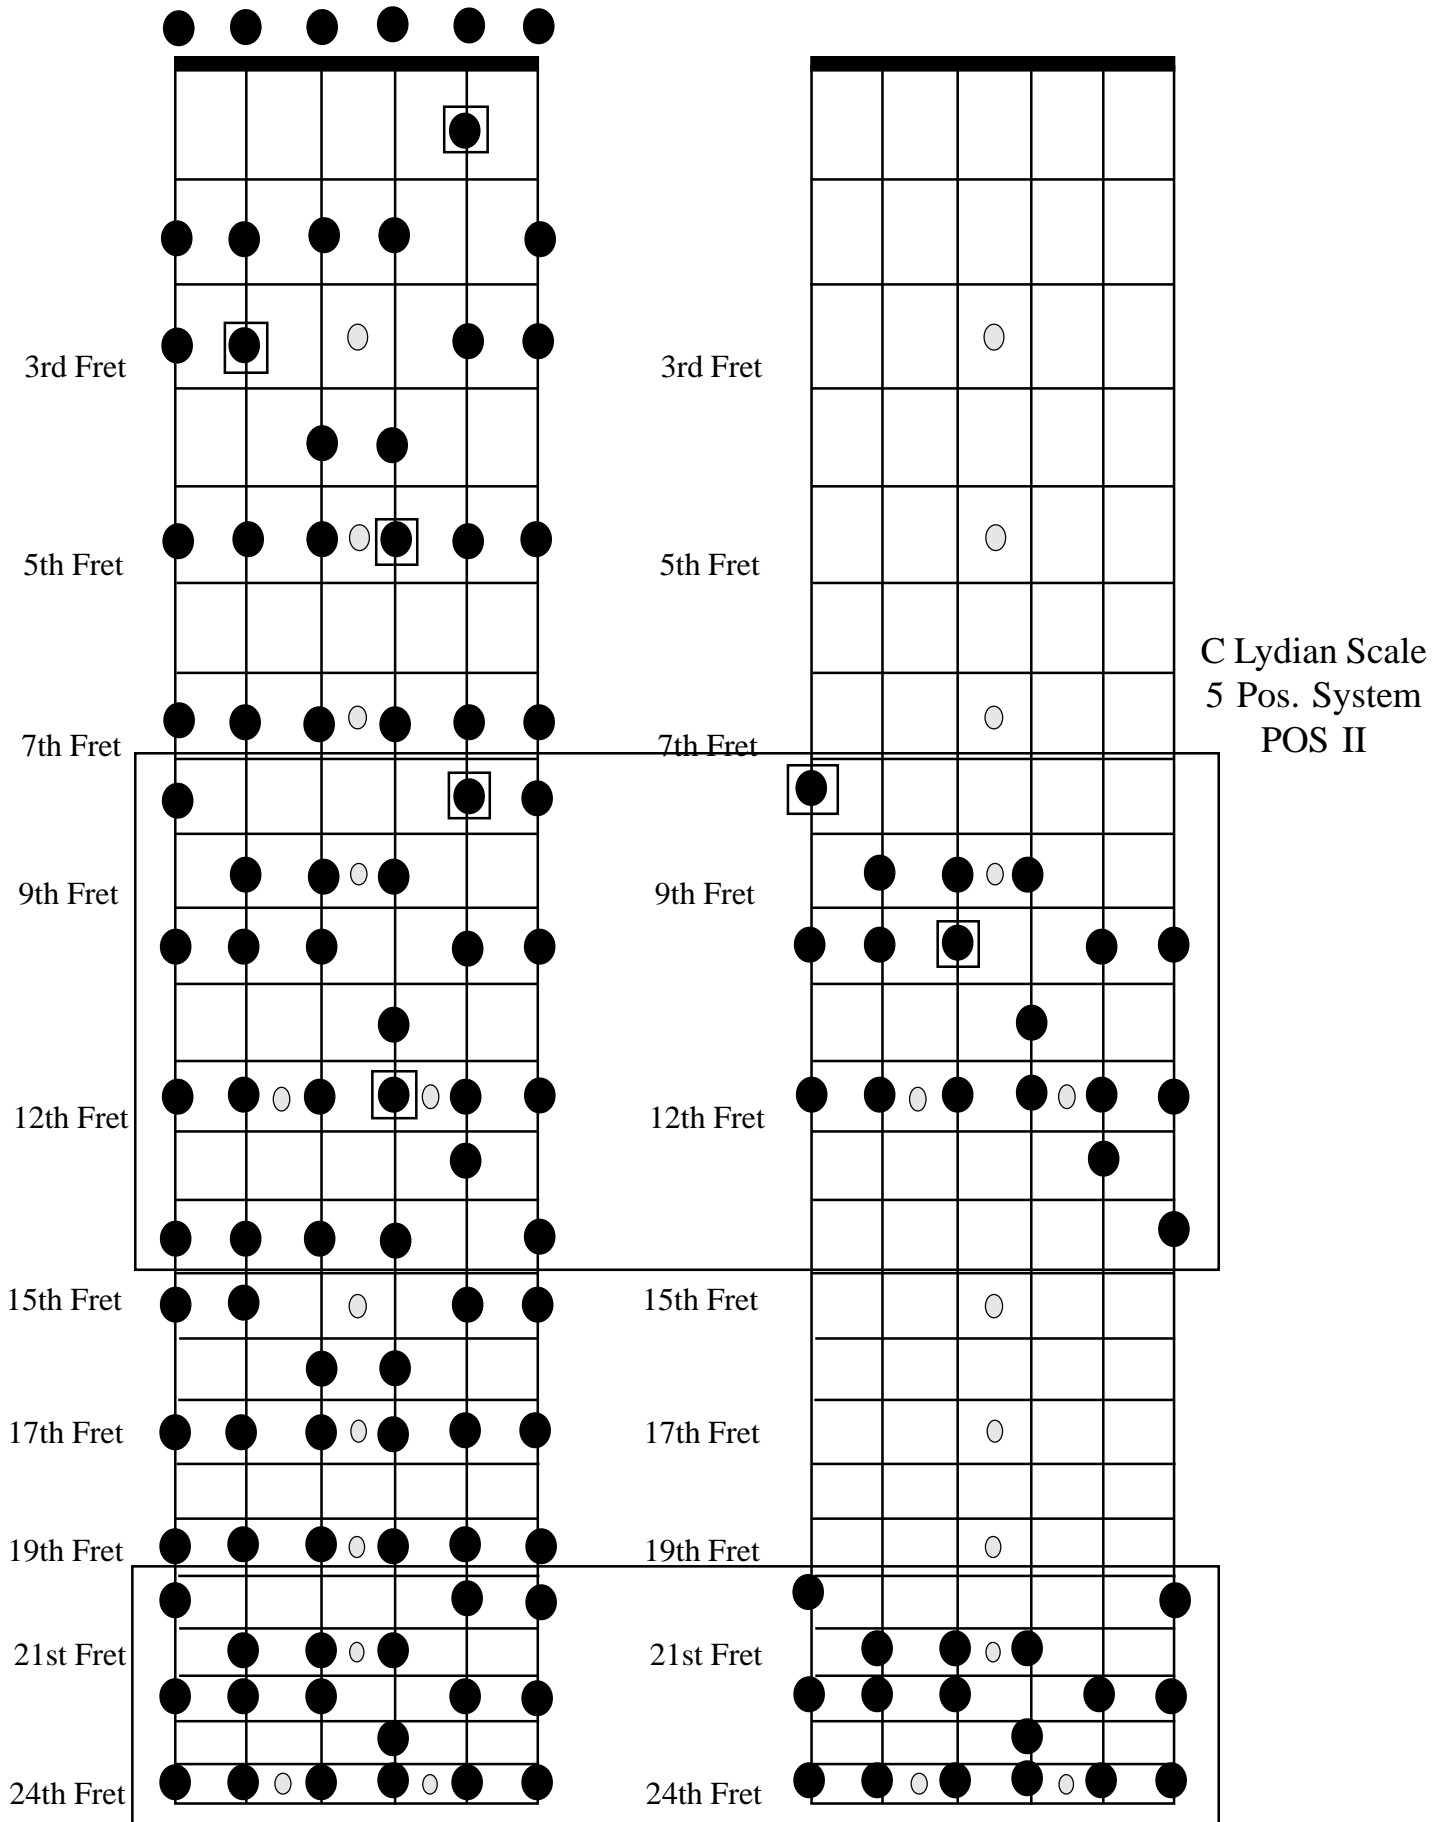 3rd Fret
5th Fret
7th Fret
9th Fret
12th Fret
15th Fret
17th Fret
19th Fret
21st Fret
24th Fret
3rd Fret
5th Fret
7th Fret
9th Fret
12th Fret
15th Fret
17th Fret
19th Fret
21st Fret
24th Fret
C Lydian Scale
5 Pos. System
POS II